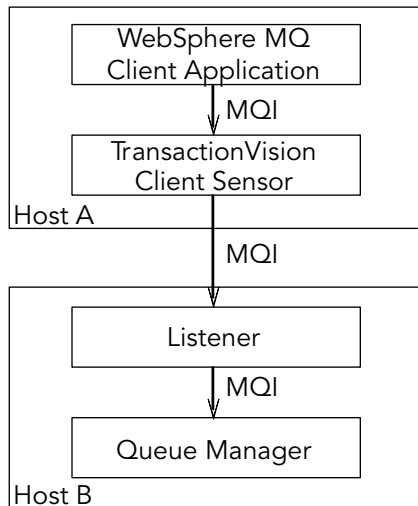 WebSphere MQ
Client Application
MQI
TransactionVision
Client Sensor
Host A
MQI
Listener
MQI
Queue Manager
Host B